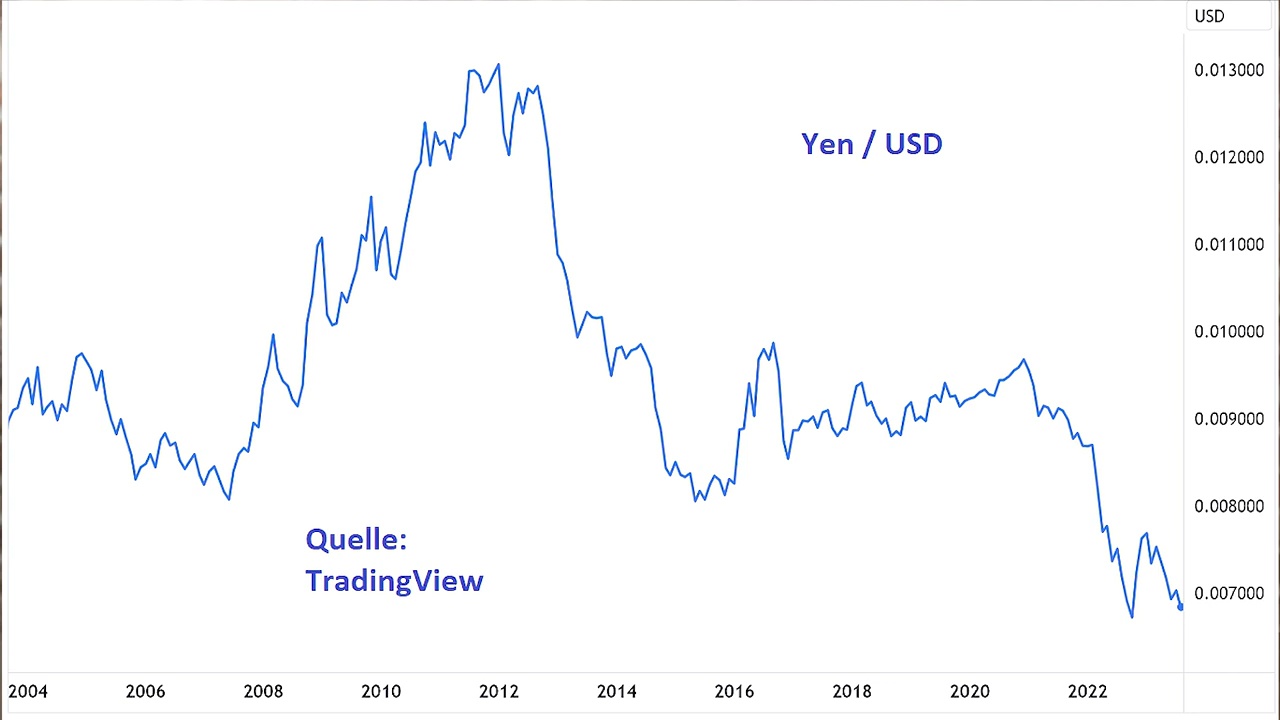 USD
0.013000
Yen / USD
0.012000
0.011000
0.010000
0.009000
0.008000
Quelle:
TradingView
0.007000
2004 2006 2008 2010 2012 2014 2016 2018 2020 2022